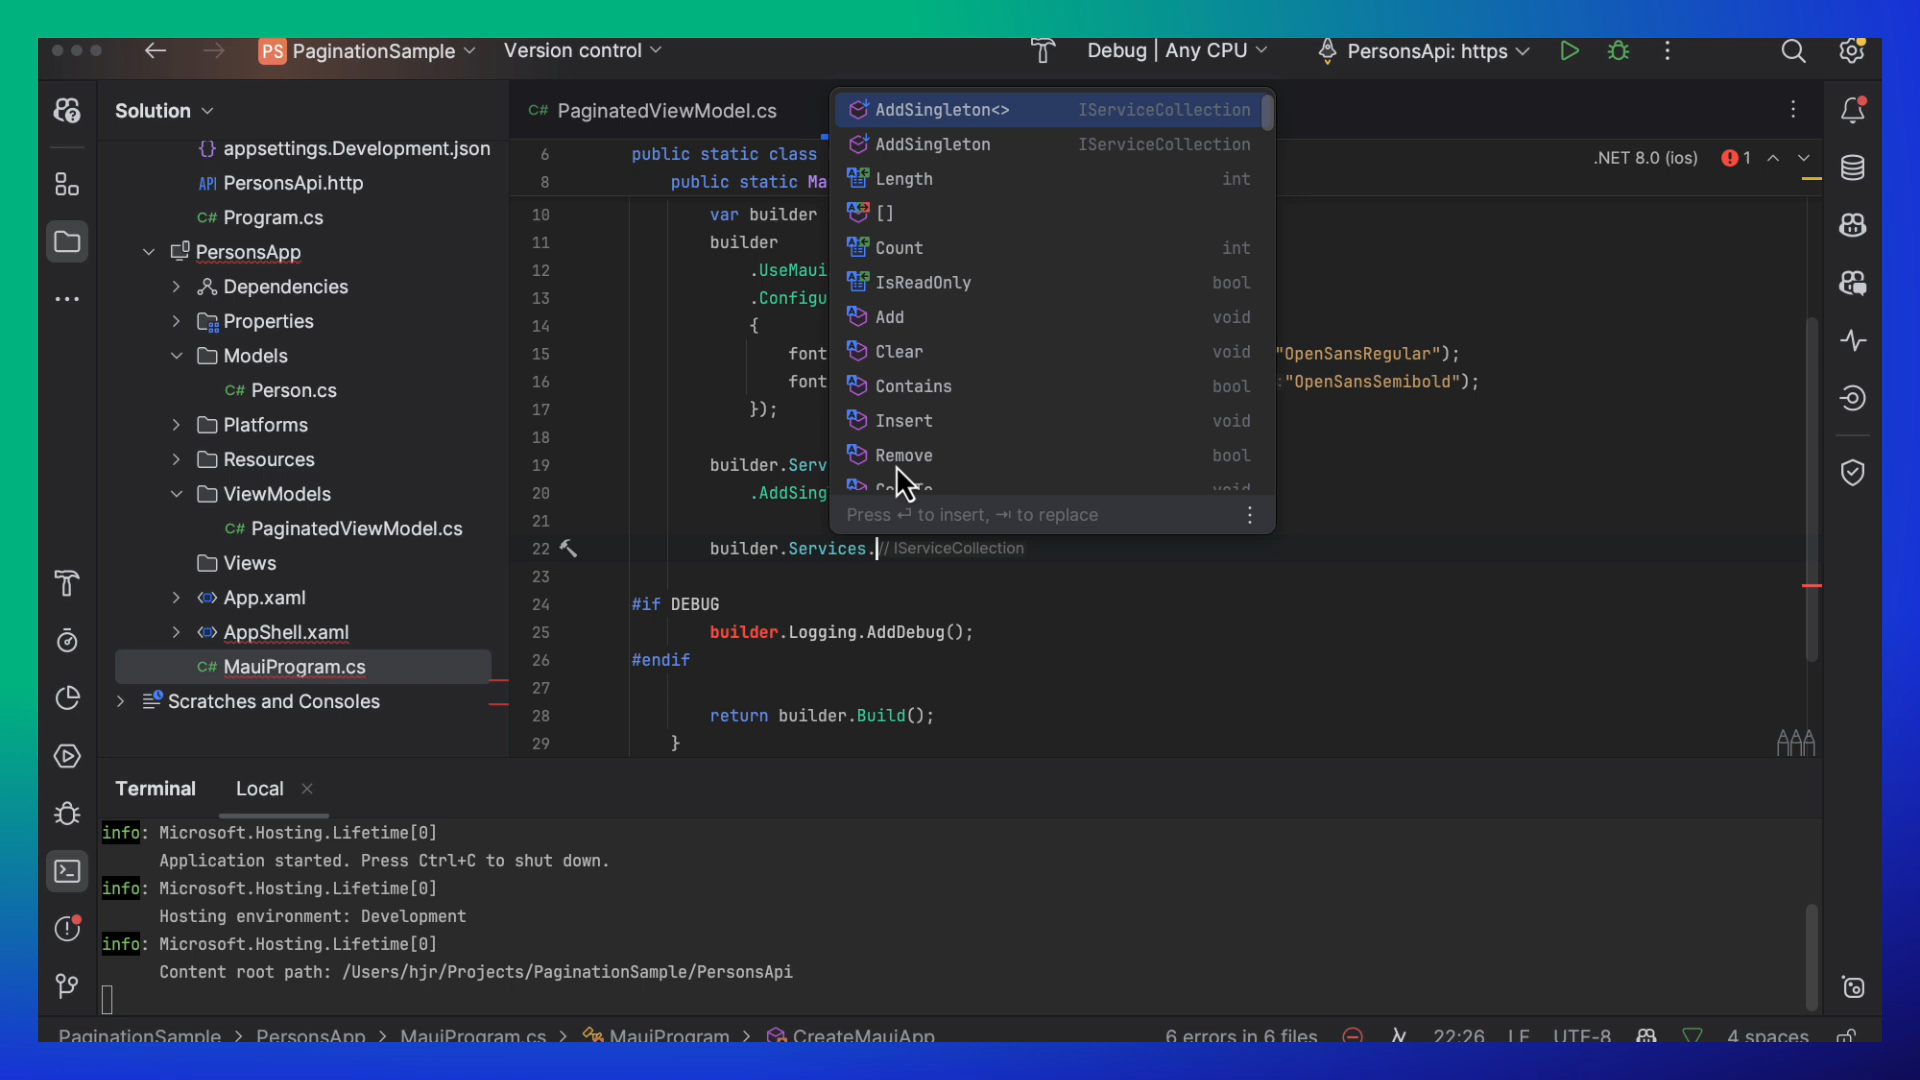 PS PaginationSample Version control Debug | Any CPU PersonsApi: https
Solution
C# PaginatedViewModel.cs
{} appsettings.Development.json
API PersonsApi.http
C# Program.cs
PersonsApp
Dependencies
Properties
Models
C# Person.cs
Platforms
Resources
ViewModels
C# PaginatedViewModel.cs
Views
App.xaml
AppShell.xaml
C# MauiProgram.cs
Scratches and Consoles
.NET 8.0 (ios) 1
6 public static class
8 public static Ma
10 var builder
11 builder
12 .UseMaui
13 .Configu
14 {
15 font "OpenSansRegular");
16 font "OpenSansSemibold");
17 });
18
19 builder.Serv
20 .AddSing
21
22 builder.Services.// IServiceCollection
23
24 #if DEBUG
25 builder.Logging.AddDebug();
26 #endif
27
28 return builder.Build();
29 }
AddSingleton<> IServiceCollection
AddSingleton IServiceCollection
Length int
[]
Count int
IsReadOnly bool
Add void
Clear void
Contains bool
Insert void
Remove bool
void
Press ↵ to insert, ⇥ to replace
Terminal Local
info: Microsoft.Hosting.Lifetime[0]
Application started. Press Ctrl+C to shut down.
info: Microsoft.Hosting.Lifetime[0]
Hosting environment: Development
info: Microsoft.Hosting.Lifetime[0]
Content root path: /Users/hjr/Projects/PaginationSample/PersonsApi
PaginationSample > PersonsApp > MauiProgram.cs > MauiProgram > CreateMauiApp 6 errors in 6 files 22:26 LF UTF-8 4 spaces